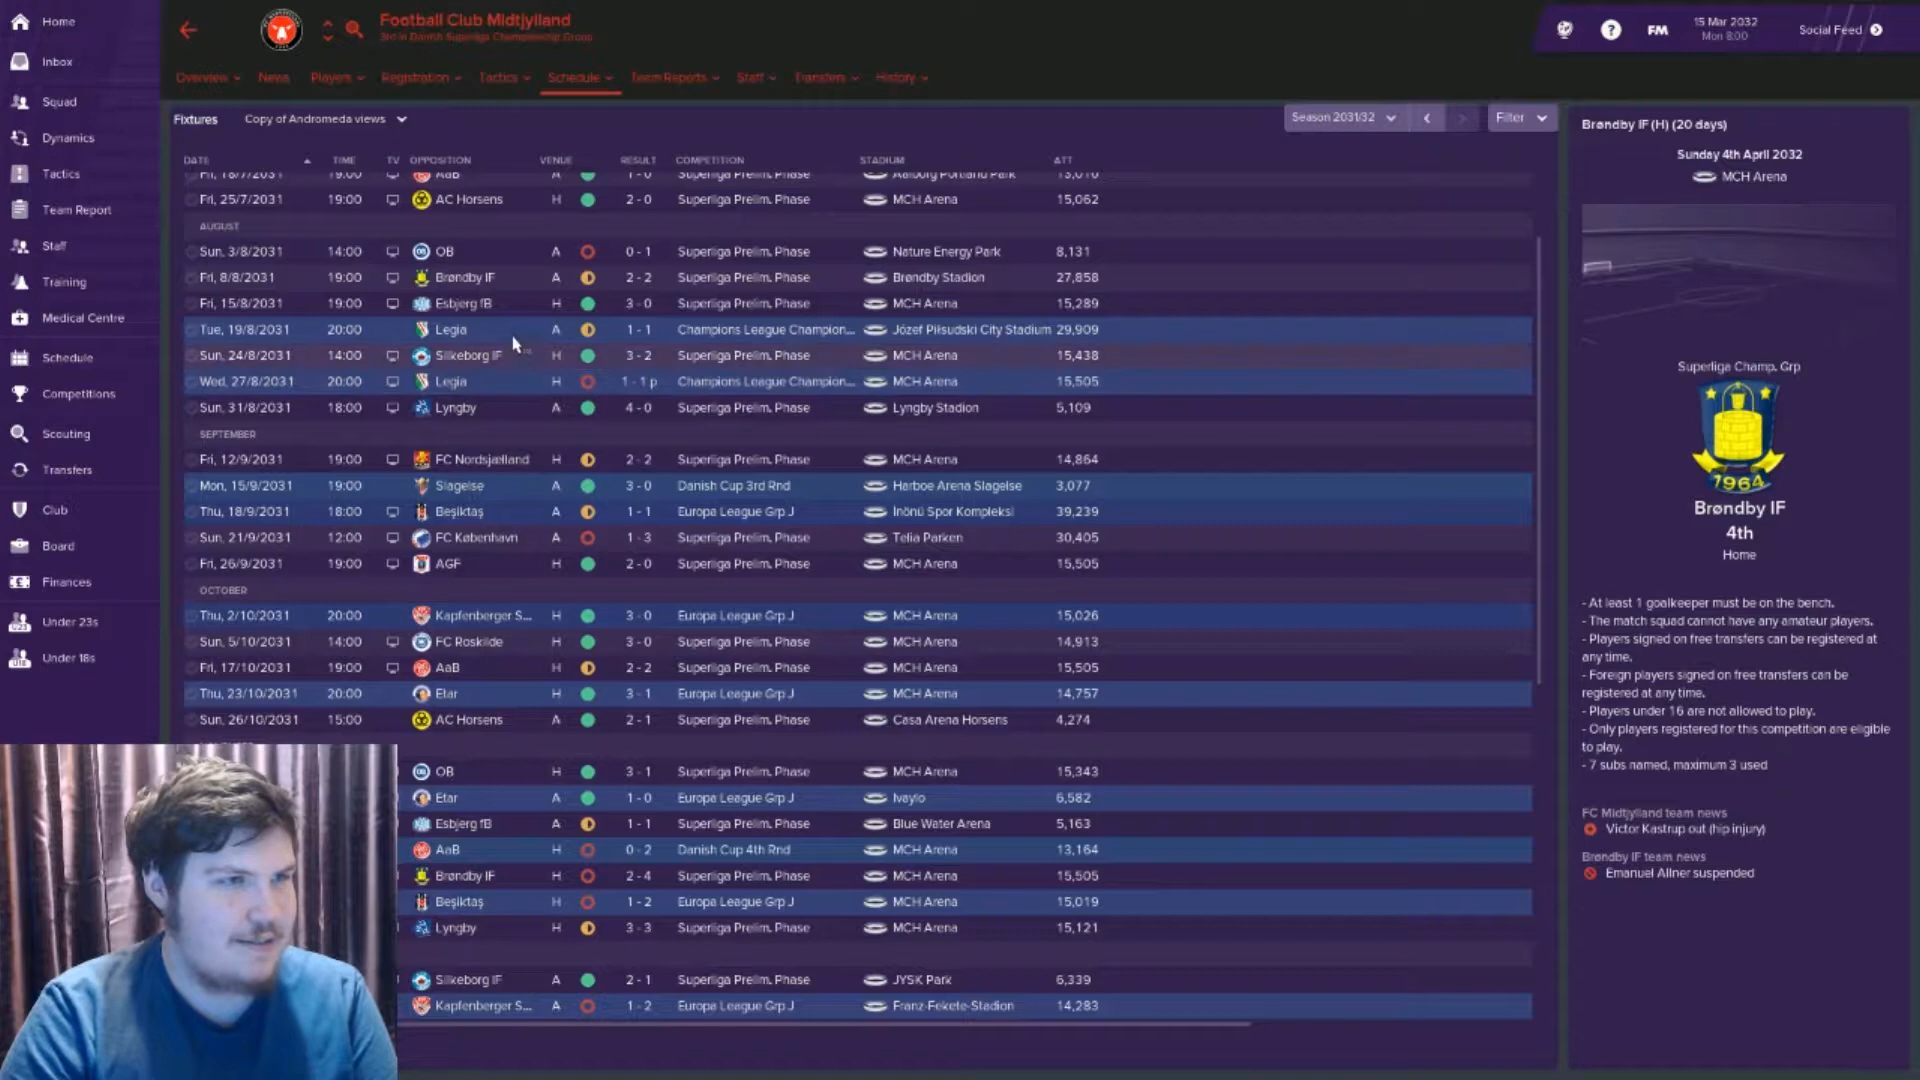 Home
Inbox
Squad
Dynamics
Tactics
Team Report
Staff
Training
Medical Centre
Schedule
Competitions
Scouting
Transfers
Club
Board
Finances
Under 23s
Under 18s
Football Club Midtjylland
3rd in Danish Superliga Championship Group
15 Mar 2032
Mon 8:00
FM
Social Feed
Overview News Players Registration Tactics Schedule Team Reports Staff Transfers History
Fixtures Copy of Andromeda views Season 2031/32 Filter
DATE TIME TV OPPOSITION VENUE RESULT COMPETITION STADIUM ATT
Fri, 18/7/2031 19:00 AaB A 1 - 0 Superliga Prelim. Phase Aalborg Portland Park 13,010
Fri, 25/7/2031 19:00 AC Horsens H 2 - 0 Superliga Prelim. Phase MCH Arena 15,062
AUGUST
Sun, 3/8/2031 14:00 OB A 0 - 1 Superliga Prelim. Phase Nature Energy Park 8,131
Fri, 8/8/2031 19:00 Brøndby IF A 2 - 2 Superliga Prelim. Phase Brøndby Stadion 27,858
Fri, 15/8/2031 19:00 Esbjerg fB H 3 - 0 Superliga Prelim. Phase MCH Arena 15,289
Tue, 19/8/2031 20:00 Legia A 1 - 1 Champions League Champion... Józef Piłsudski City Stadium 29,909
Sun, 24/8/2031 14:00 Silkeborg IF H 3 - 2 Superliga Prelim. Phase MCH Arena 15,438
Wed, 27/8/2031 20:00 Legia H 1 - 1 p Champions League Champion... MCH Arena 15,505
Sun, 31/8/2031 18:00 Lyngby A 4 - 0 Superliga Prelim. Phase Lyngby Stadion 5,109
SEPTEMBER
Fri, 12/9/2031 19:00 FC Nordsjælland H 2 - 2 Superliga Prelim. Phase MCH Arena 14,864
Mon, 15/9/2031 19:00 Slagelse A 3 - 0 Danish Cup 3rd Rnd Harboe Arena Slagelse 3,077
Thu, 18/9/2031 18:00 Beşiktaş A 1 - 1 Europa League Grp J İnönü Spor Kompleksi 39,239
Sun, 21/9/2031 12:00 FC København A 1 - 3 Superliga Prelim. Phase Telia Parken 30,405
Fri, 26/9/2031 19:00 AGF H 2 - 0 Superliga Prelim. Phase MCH Arena 15,505
OCTOBER
Thu, 2/10/2031 20:00 Kapfenberger S... H 3 - 0 Europa League Grp J MCH Arena 15,026
Sun, 5/10/2031 14:00 FC Roskilde H 3 - 0 Superliga Prelim. Phase MCH Arena 14,913
Fri, 17/10/2031 19:00 AaB H 2 - 2 Superliga Prelim. Phase MCH Arena 15,505
Thu, 23/10/2031 20:00 Etar H 3 - 1 Europa League Grp J MCH Arena 14,757
Sun, 26/10/2031 15:00 AC Horsens A 2 - 1 Superliga Prelim. Phase Casa Arena Horsens 4,274
OB H 3 - 1 Superliga Prelim. Phase MCH Arena 15,343
Etar A 1 - 0 Europa League Grp J Ivaylo 6,582
Esbjerg fB A 1 - 1 Superliga Prelim. Phase Blue Water Arena 5,163
AaB H 0 - 2 Danish Cup 4th Rnd MCH Arena 13,164
Brøndby IF H 2 - 4 Superliga Prelim. Phase MCH Arena 15,505
Beşiktaş H 1 - 2 Europa League Grp J MCH Arena 15,019
Lyngby H 3 - 3 Superliga Prelim. Phase MCH Arena 15,121
Silkeborg IF A 2 - 1 Superliga Prelim. Phase JYSK Park 6,339
Kapfenberger S... A 1 - 2 Europa League Grp J Franz-Fekete-Stadion 14,283
Brøndby IF (H) (20 days)
Sunday 4th April 2032
MCH Arena
Superliga Champ. Grp
1964
Brøndby IF
4th
Home
- At least 1 goalkeeper must be on the bench.
- The match squad cannot have any amateur players.
- Players signed on free transfers can be registered at
any time.
- Foreign players signed on free transfers can be
registered at any time.
- Players under 16 are not allowed to play.
- Only players registered for this competition are eligible
to play.
- 7 subs named, maximum 3 used
FC Midtjylland team news
Victor Kastrup out (hip injury)
Brøndby IF team news
Emanuel Allner suspended